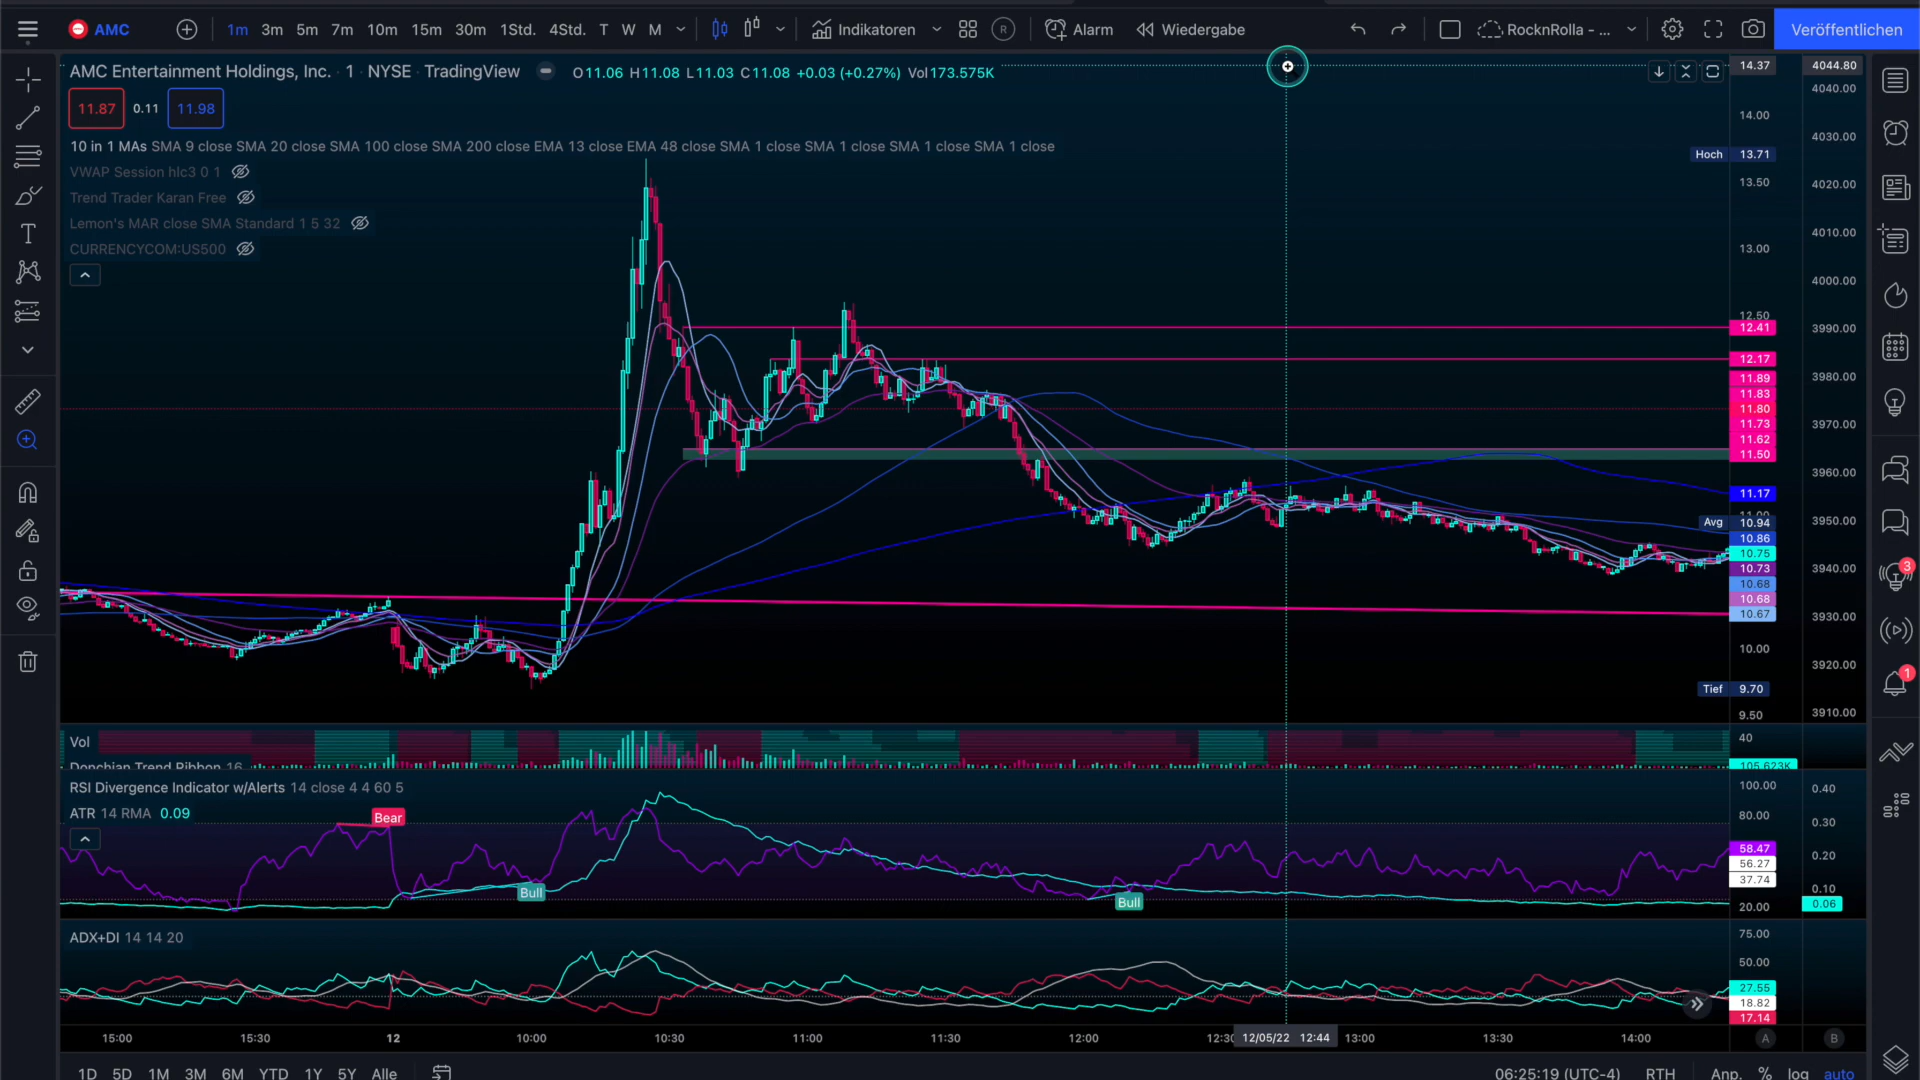 AMC 1m 3m 5m 7m 10m 15m 30m 1Std. 4Std. T W M Indikatoren R Alarm Wiedergabe RocknRolla - ... Veröffentlichen
AMC Entertainment Holdings, Inc. · 1 · NYSE · TradingView O11.06 H11.08 L11.03 C11.08 +0.03 (+0.27%) Vol173.575K
11.87 0.11 11.98
10 in 1 MAs SMA 9 close SMA 20 close SMA 100 close SMA 200 close EMA 13 close EMA 48 close SMA 1 close SMA 1 close SMA 1 close SMA 1 close
VWAP Session hlc3 0 1
Trend Trader Karan Free
Lemon's MAR close SMA Standard 1 5 32
CURRENCYCOM:US500
14.37
14.00
Hoch 13.71
13.50
13.00
12.50
12.41
12.17
11.89
11.83
11.80
11.73
11.62
11.50
11.17
11.00
Avg 10.94
10.86
10.75
10.73
10.68
10.68
10.67
10.00
Tief 9.70
9.50
4044.80
4040.00
4030.00
4020.00
4010.00
4000.00
3990.00
3980.00
3970.00
3960.00
3950.00
3940.00
3930.00
3920.00
3910.00
3
1
Vol
Donchian Trend Ribbon 16
40
105.623K
RSI Divergence Indicator w/Alerts 14 close 4 4 60 5
ATR 14 RMA 0.09
Bear
Bull
Bull
100.00
80.00
58.47
56.27
37.74
20.00
0.40
0.30
0.20
0.10
0.06
ADX+DI 14 14 20
75.00
50.00
27.55
18.82
17.14
15:00 15:30 12 10:00 10:30 11:00 11:30 12:00 12:30 12/05/22 12:44 13:00 13:30 14:00 A B
1D 5D 1M 3M 6M YTD 1Y 5Y Alle 06:25:19 (UTC-4) RTH Anp. % log auto